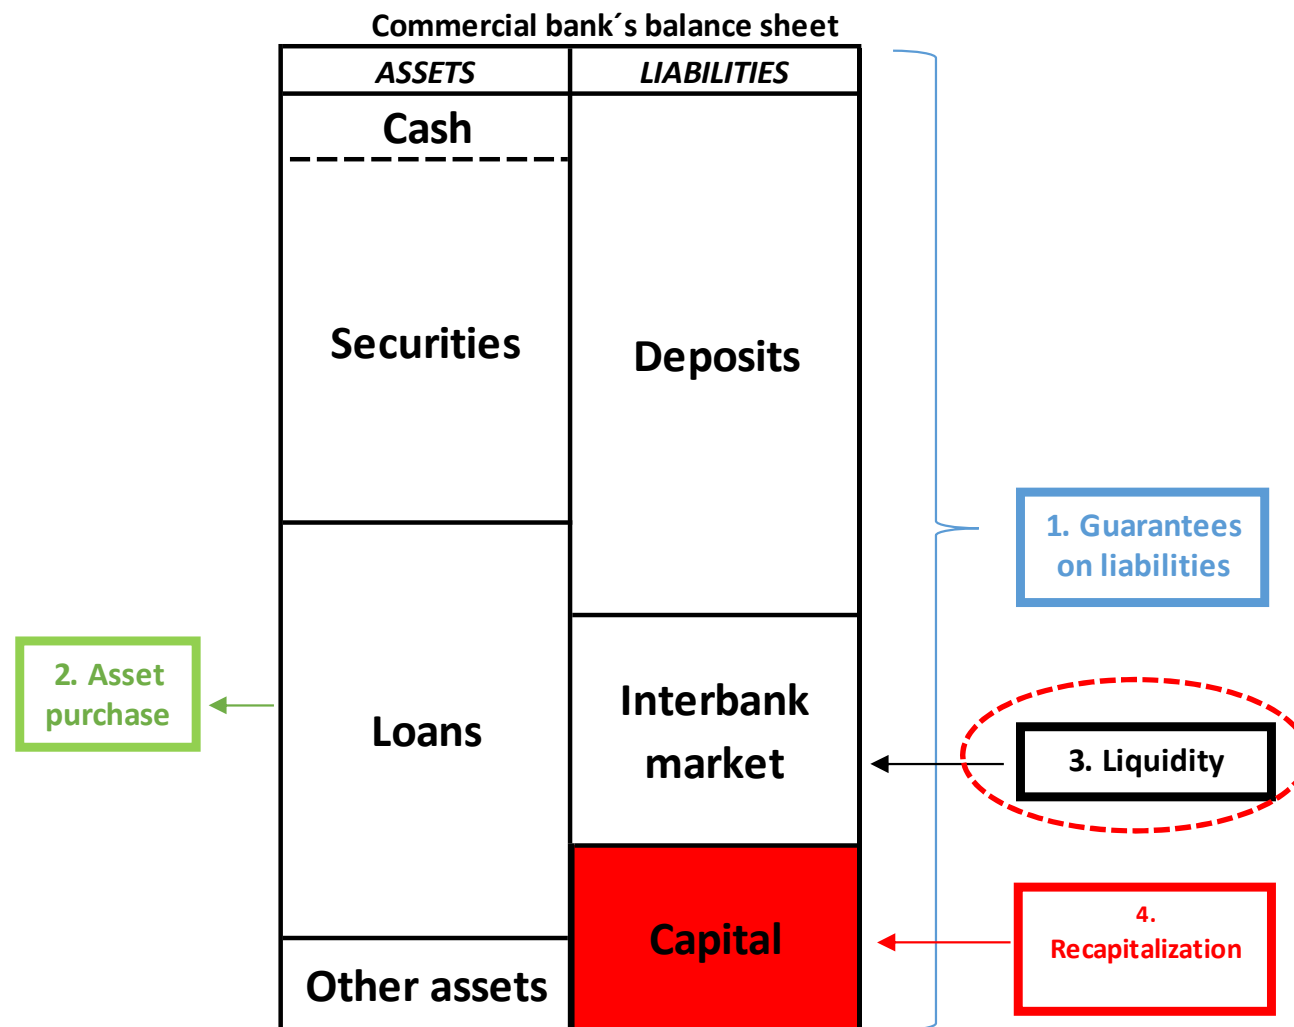 Commercial bank´s balance sheet
ASSETS
LIABILITIES
Cash
Securities
Deposits
1. Guarantees
on liabilities
2. Asset
purchase
Loans
Interbank
market
3. Liquidity
Capital
4.
Recapitalization
Other assets